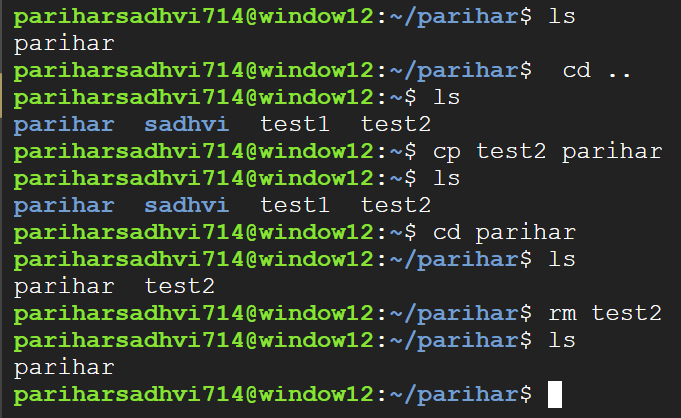 pariharsadhvi714@window12:~/parihar$ ls
parihar
pariharsadhvi714@window12:~/parihar$  cd ..
pariharsadhvi714@window12:~$ ls
parihar  sadhvi  test1  test2
pariharsadhvi714@window12:~$ cp test2 parihar
pariharsadhvi714@window12:~$ ls
parihar  sadhvi  test1  test2
pariharsadhvi714@window12:~$ cd parihar
pariharsadhvi714@window12:~/parihar$ ls
parihar  test2
pariharsadhvi714@window12:~/parihar$ rm test2
pariharsadhvi714@window12:~/parihar$ ls
parihar
pariharsadhvi714@window12:~/parihar$